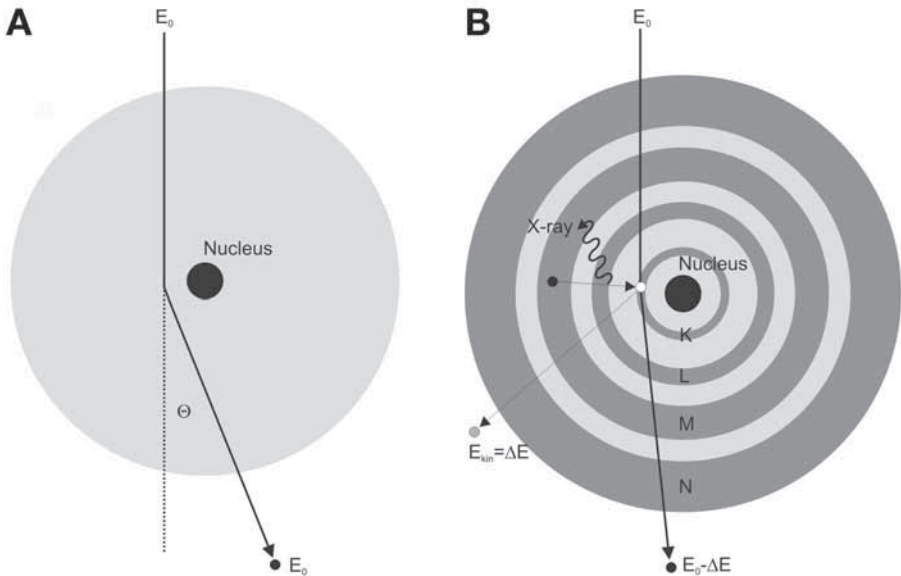 A
E₀
Nucleus
Θ
E₀
B
E₀
X-ray
Nucleus
K
L
M
N
Eₖᵢₙ=ΔE
E₀-ΔE